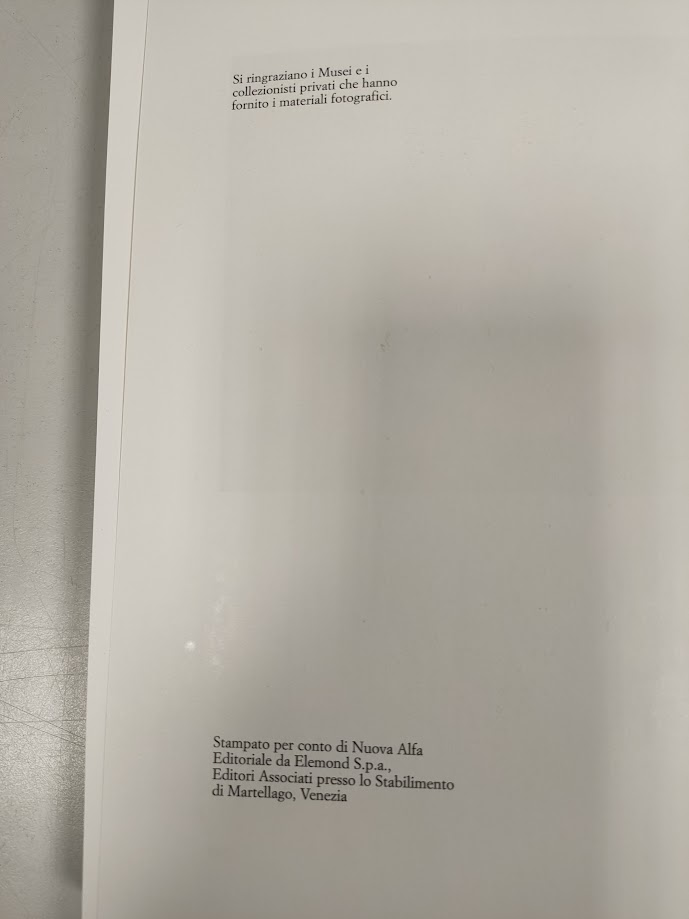 Si ringraziano i Musei e i
collezionisti privati che hanno
fornito i materiali fotografici.
Stampato per conto di Nuova Alfa
Editoriale da Elemond S.p.a.,
Editori Associati presso lo Stabilimento
di Martellago, Venezia